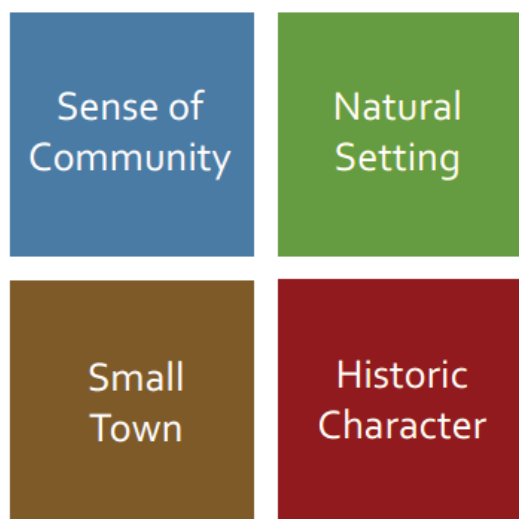 Sense of
Community
Natural
Setting
Small
Town
Historic
Character